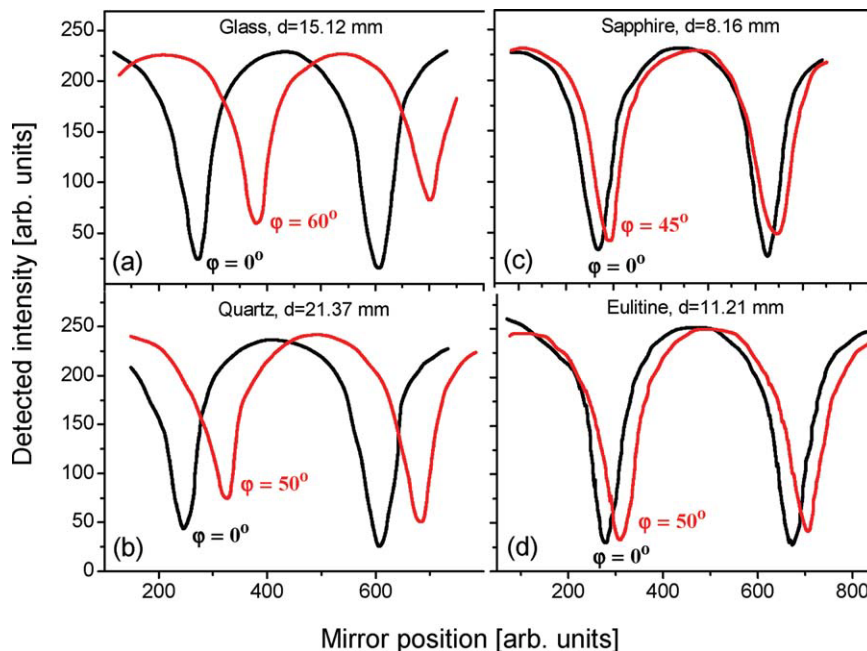 Glass, d=15.12 mm
250
200
150
100
50
φ = 60°
φ = 0°
(a)
Sapphire, d=8.16 mm
φ = 45°
φ = 0°
(c)
Quartz, d=21.37 mm
250
200
150
100
50
0
φ = 50°
φ = 0°
(b)
200 400 600
Eulitine, d=11.21 mm
φ = 50°
φ = 0°
(d)
200 400 600 800
Detected intensity [arb. units]
Mirror position [arb. units]